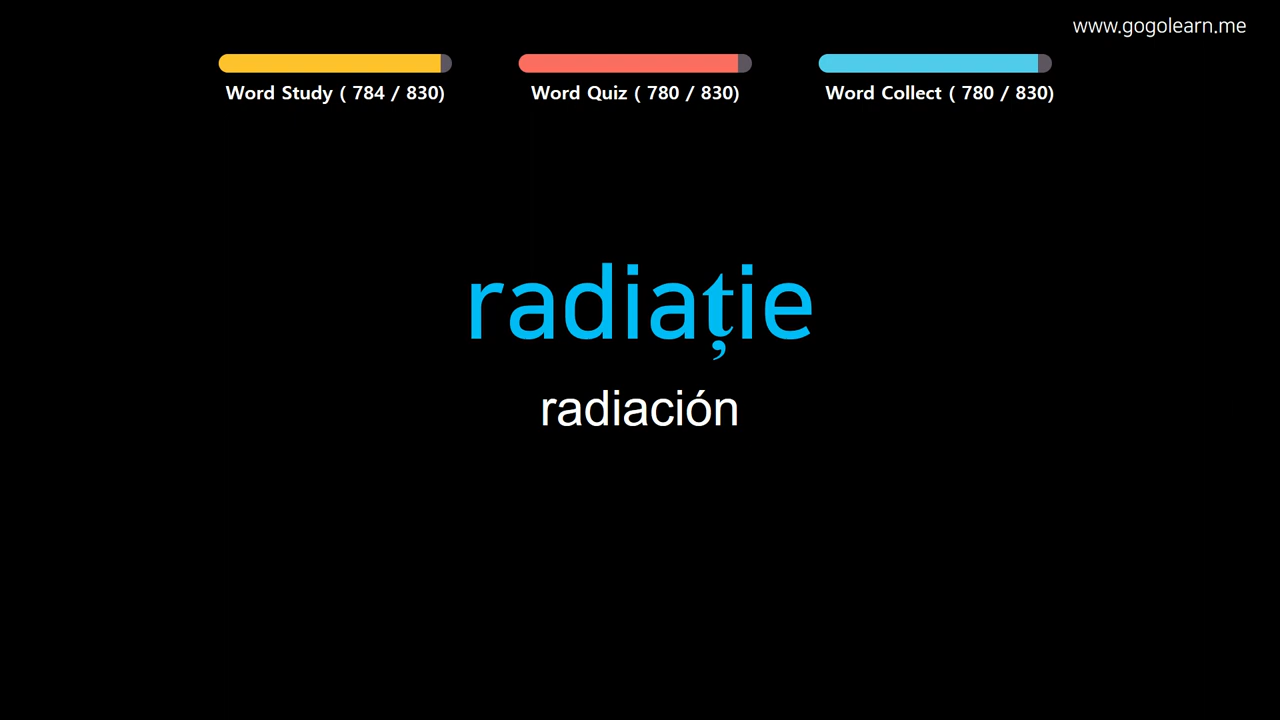 www.gogolearn.me
Word Study ( 784 / 830)
Word Quiz ( 780 / 830)
Word Collect ( 780 / 830)
radiație
radiación